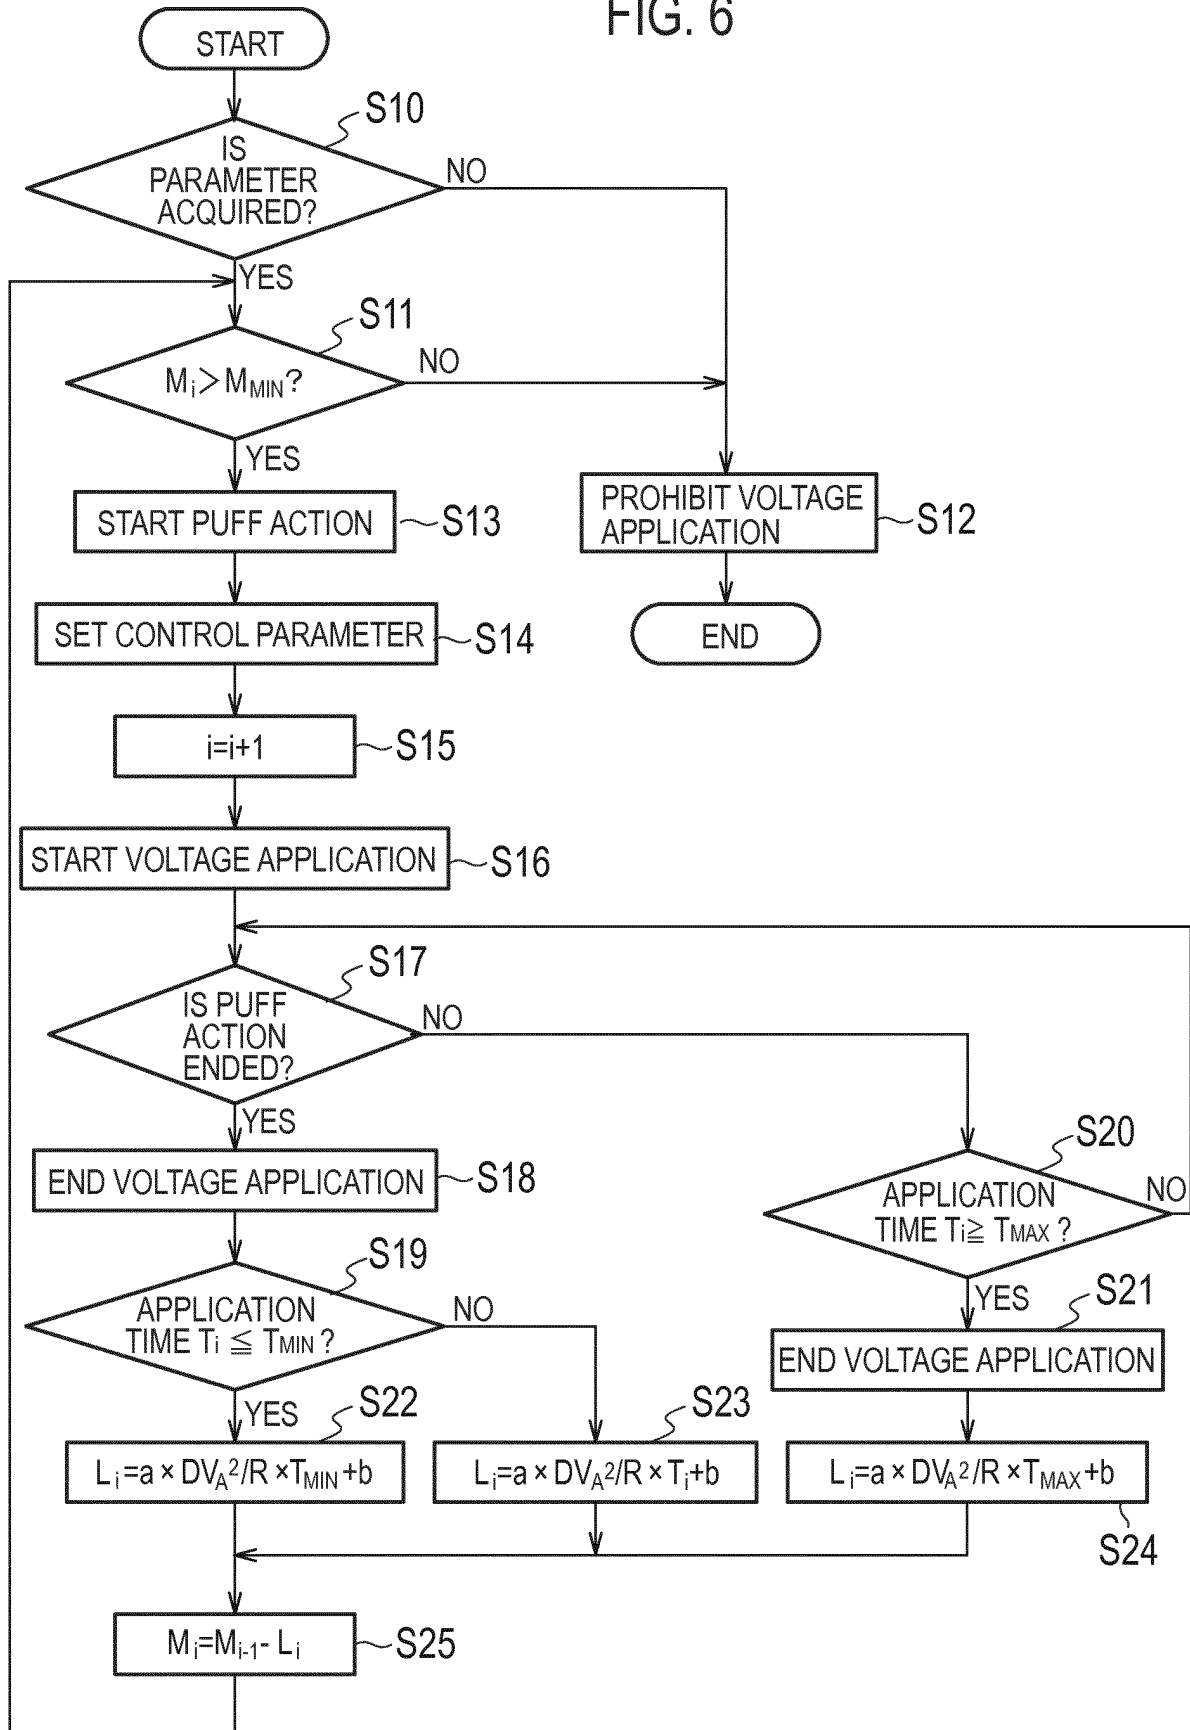 FIG. 6
START
S10
IS
PARAMETER
ACQUIRED?
NO
YES
S11
Mi>MMIN?
NO
YES
PROHIBIT VOLTAGE
APPLICATION
S12
START PUFF ACTION
S13
END
SET CONTROL PARAMETER
S14
i=i+1
S15
START VOLTAGE APPLICATION
S16
S17
IS PUFF
ACTION
ENDED?
NO
YES
END VOLTAGE APPLICATION
S18
S20
APPLICATION
TIME Ti≧ TMAX ?
NO
YES
S19
APPLICATION
TIME Ti ≦ TMIN ?
NO
YES
S21
END VOLTAGE APPLICATION
S22
Li=a×DVA²/R×TMIN+b
S23
Li=a×DVA²/R×Ti+b
Li=a×DVA²/R×TMAX+b
S24
Mi=Mi-1- Li
S25